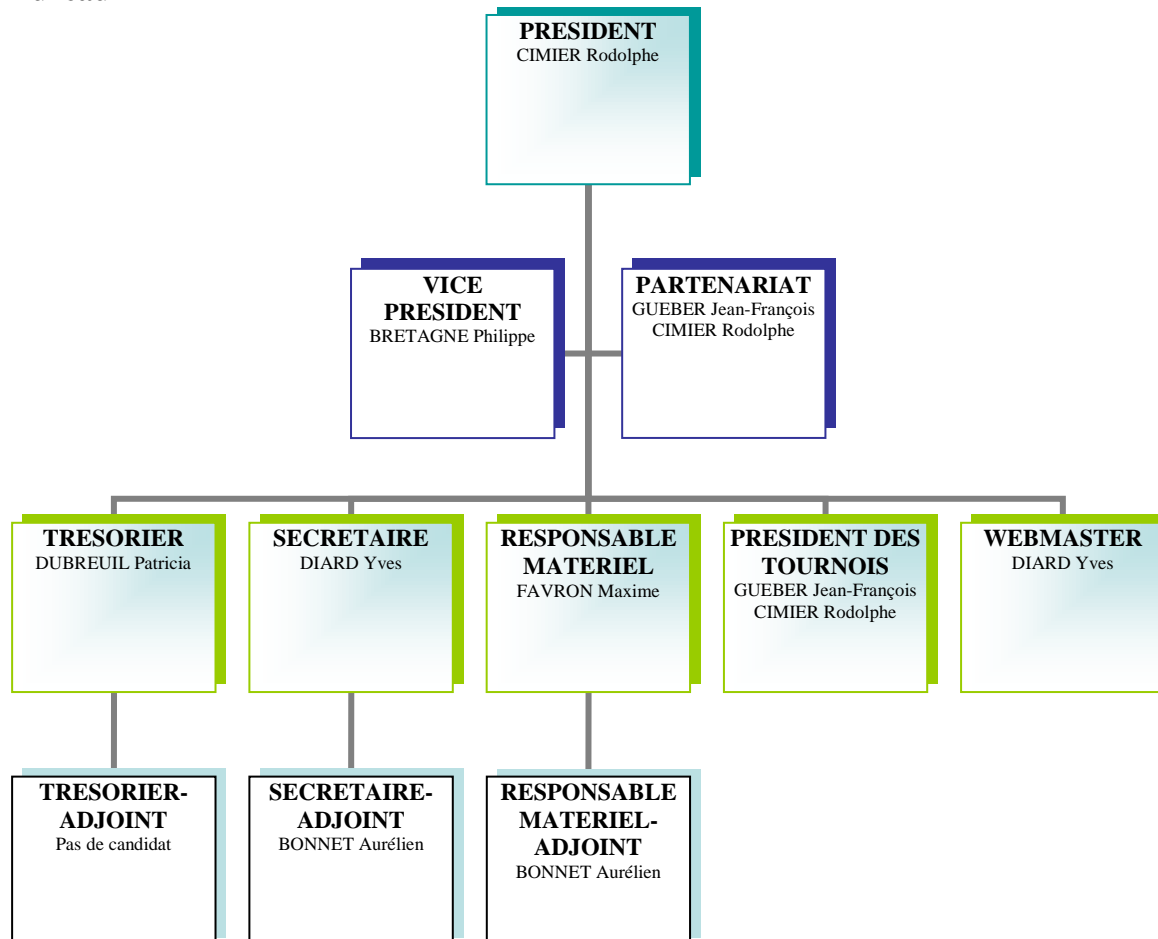 PRESIDENT
CIMIER Rodolphe
VICE
PRESIDENT
BRETAGNE Philippe
PARTENARIAT
GUEBER Jean-François
CIMIER Rodolphe
TRESORIER
DUBREUIL Patricia
SECRETAIRE
DIARD Yves
RESPONSABLE
MATERIEL
FAVRON Maxime
PRESIDENT DES
TOURNOIS
GUEBER Jean-François
CIMIER Rodolphe
WEBMASTER
DIARD Yves
TRESORIER-
ADJOINT
Pas de candidat
SECRETAIRE-
ADJOINT
BONNET Aurélien
RESPONSABLE
MATERIEL-
ADJOINT
BONNET Aurélien